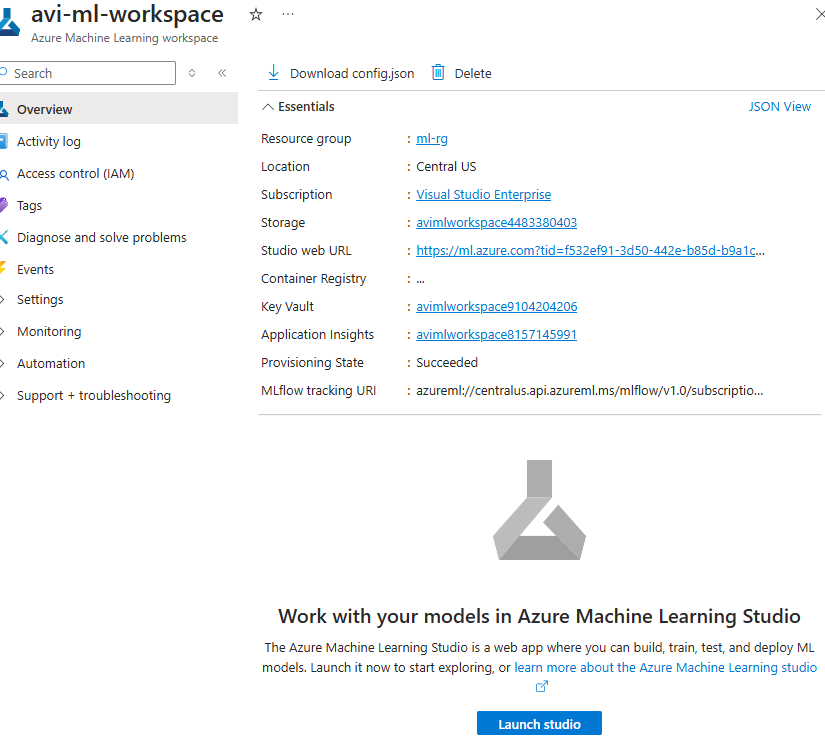 avi-ml-workspace
Azure Machine Learning workspace
Search
Overview
Activity log
Access control (IAM)
Tags
Diagnose and solve problems
Events
Settings
Monitoring
Automation
Support + troubleshooting
Download config.json Delete
Essentials JSON View
Resource group : ml-rg
Location : Central US
Subscription : Visual Studio Enterprise
Storage : avimlworkspace4483380403
Studio web URL : https://ml.azure.com?tid=f532ef91-3d50-442e-b85d-b9a1c...
Container Registry : ...
Key Vault : avimlworkspace9104204206
Application Insights : avimlworkspace8157145991
Provisioning State : Succeeded
MLflow tracking URI : azureml://centralus.api.azureml.ms/mlflow/v1.0/subscriptio...
Work with your models in Azure Machine Learning Studio
The Azure Machine Learning Studio is a web app where you can build, train, test, and deploy ML
models. Launch it now to start exploring, or learn more about the Azure Machine Learning studio
Launch studio